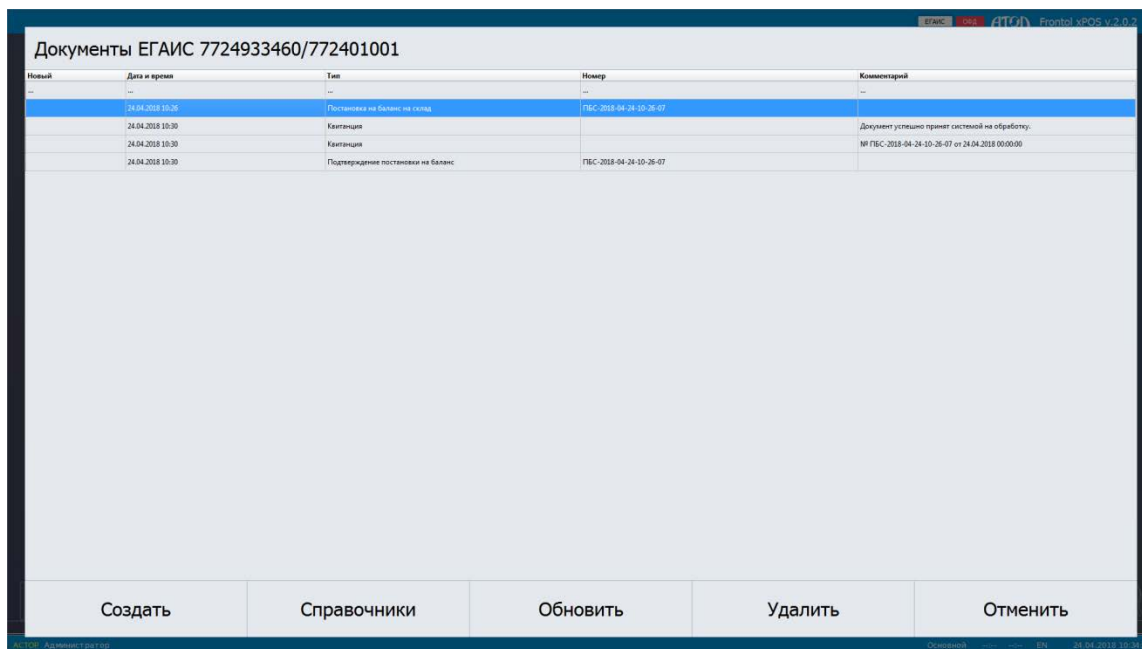 ЕГАИС ОФД АТОЛ Frontol xPOS v.2.0.2
Документы ЕГАИС 7724933460/772401001
Новый Дата и время Тип Номер Комментарий
... ... ... ... ...
24.04.2018 10:26 Постановка на баланс на склад ПБС-2018-04-24-10-26-07
24.04.2018 10:30 Квитанция Документ успешно принят системой на обработку.
24.04.2018 10:30 Квитанция № ПБС-2018-04-24-10-26-07 от 24.04.2018 00:00:00
24.04.2018 10:30 Подтверждение постановки на баланс ПБС-2018-04-24-10-26-07
Создать Справочники Обновить Удалить Отменить
АСТОР Администратор Основной --:-- --:-- EN 24.04.2018 10:34